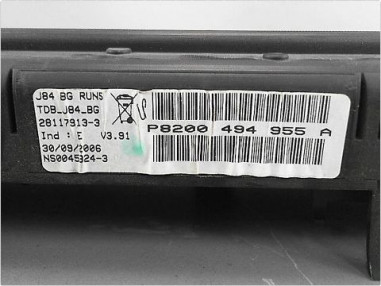 J84 BG RUNS
TDB_J84_BG
28117913-3
Ind : E V3.91
30/09/2006
NS0045324-3
P8200 494 955 A